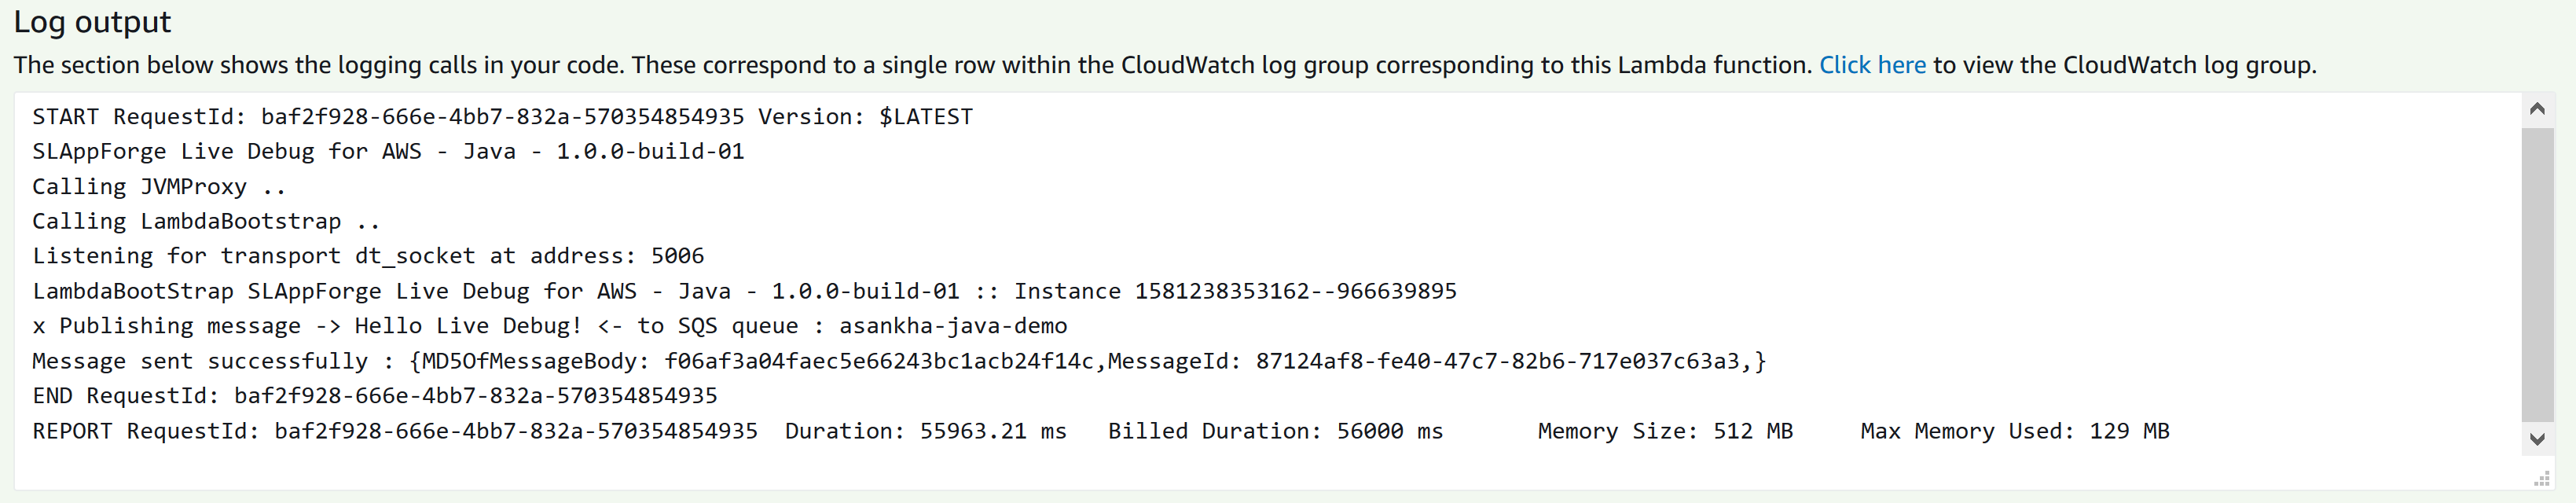 Log output
The section below shows the logging calls in your code. These correspond to a single row within the CloudWatch log group corresponding to this Lambda function. Click here to view the CloudWatch log group.
START RequestId: baf2f928-666e-4bb7-832a-570354854935 Version: $LATEST
SLAppForge Live Debug for AWS - Java - 1.0.0-build-01
Calling JVMProxy ..
Calling LambdaBootstrap ..
Listening for transport dt_socket at address: 5006
LambdaBootStrap SLAppForge Live Debug for AWS - Java - 1.0.0-build-01 :: Instance 1581238353162--966639895
x Publishing message -> Hello Live Debug! <- to SQS queue : asankha-java-demo
Message sent successfully : {MD5OfMessageBody: f06af3a04faec5e66243bc1acb24f14c,MessageId: 87124af8-fe40-47c7-82b6-717e037c63a3,}
END RequestId: baf2f928-666e-4bb7-832a-570354854935
REPORT RequestId: baf2f928-666e-4bb7-832a-570354854935 Duration: 55963.21 ms Billed Duration: 56000 ms Memory Size: 512 MB Max Memory Used: 129 MB